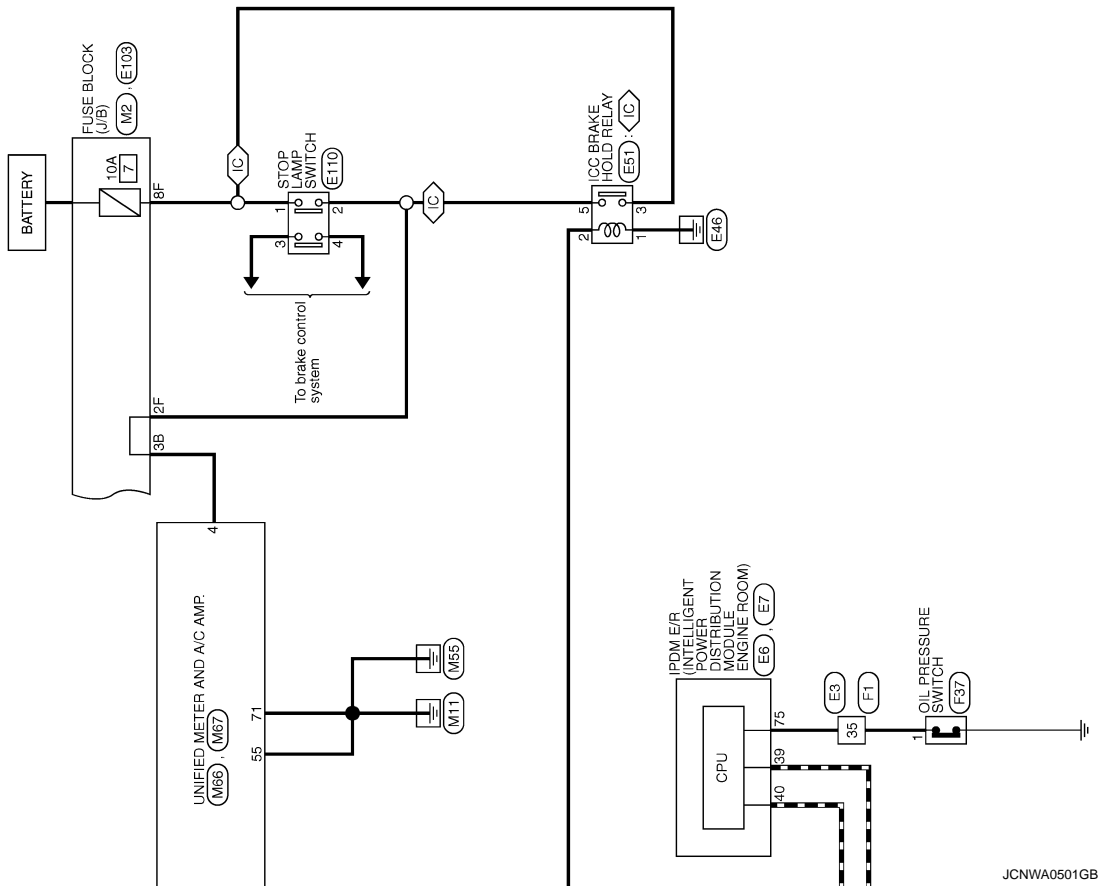 BATTERY
FUSE BLOCK
(J/B)
M2 , E103
10A
7
8F
IC
STOP
LAMP
SWITCH
E110
1
2
3
4
IC
To brake control
system
ICC BRAKE
HOLD RELAY
E51 : IC
5
3
2
1
E46
2F
3B
4
UNIFIED METER AND A/C AMP.
M66 , M67
71
55
M55
M11
IPDM E/R
(INTELLIGENT
POWER
DISTRIBUTION
MODULE
ENGINE ROOM)
E6 , E7
CPU
75
39
40
E3
F1
35
OIL PRESSURE
SWITCH
F37
1
JCNWA0501GB